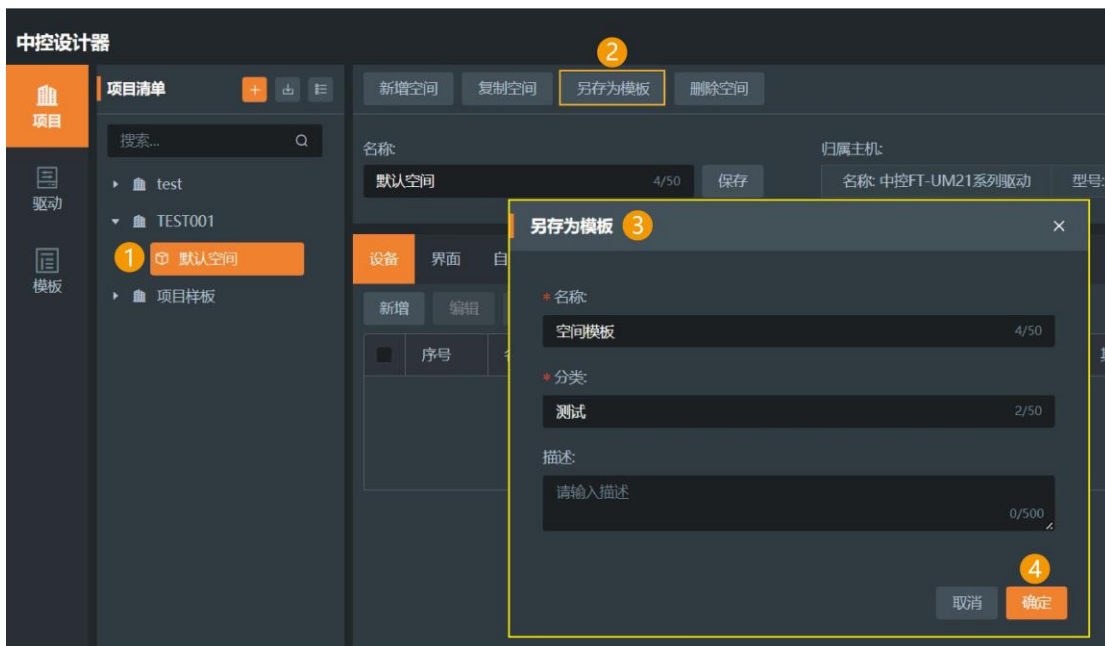 中控设计器
2
项目
项目清单
新增空间 复制空间 另存为模板 删除空间
搜索...
名称:
归属主机:
默认空间 4/50 保存
名称: 中控FT-UM21系列驱动 型号:
驱动
test
TEST001
1 默认空间
项目样板
模板
设备 界面 自
新增 编辑
序号
另存为模板 3 ×
* 名称:
空间模板 4/50
* 分类:
测试 2/50
描述:
请输入描述
0/500
4
取消 确定